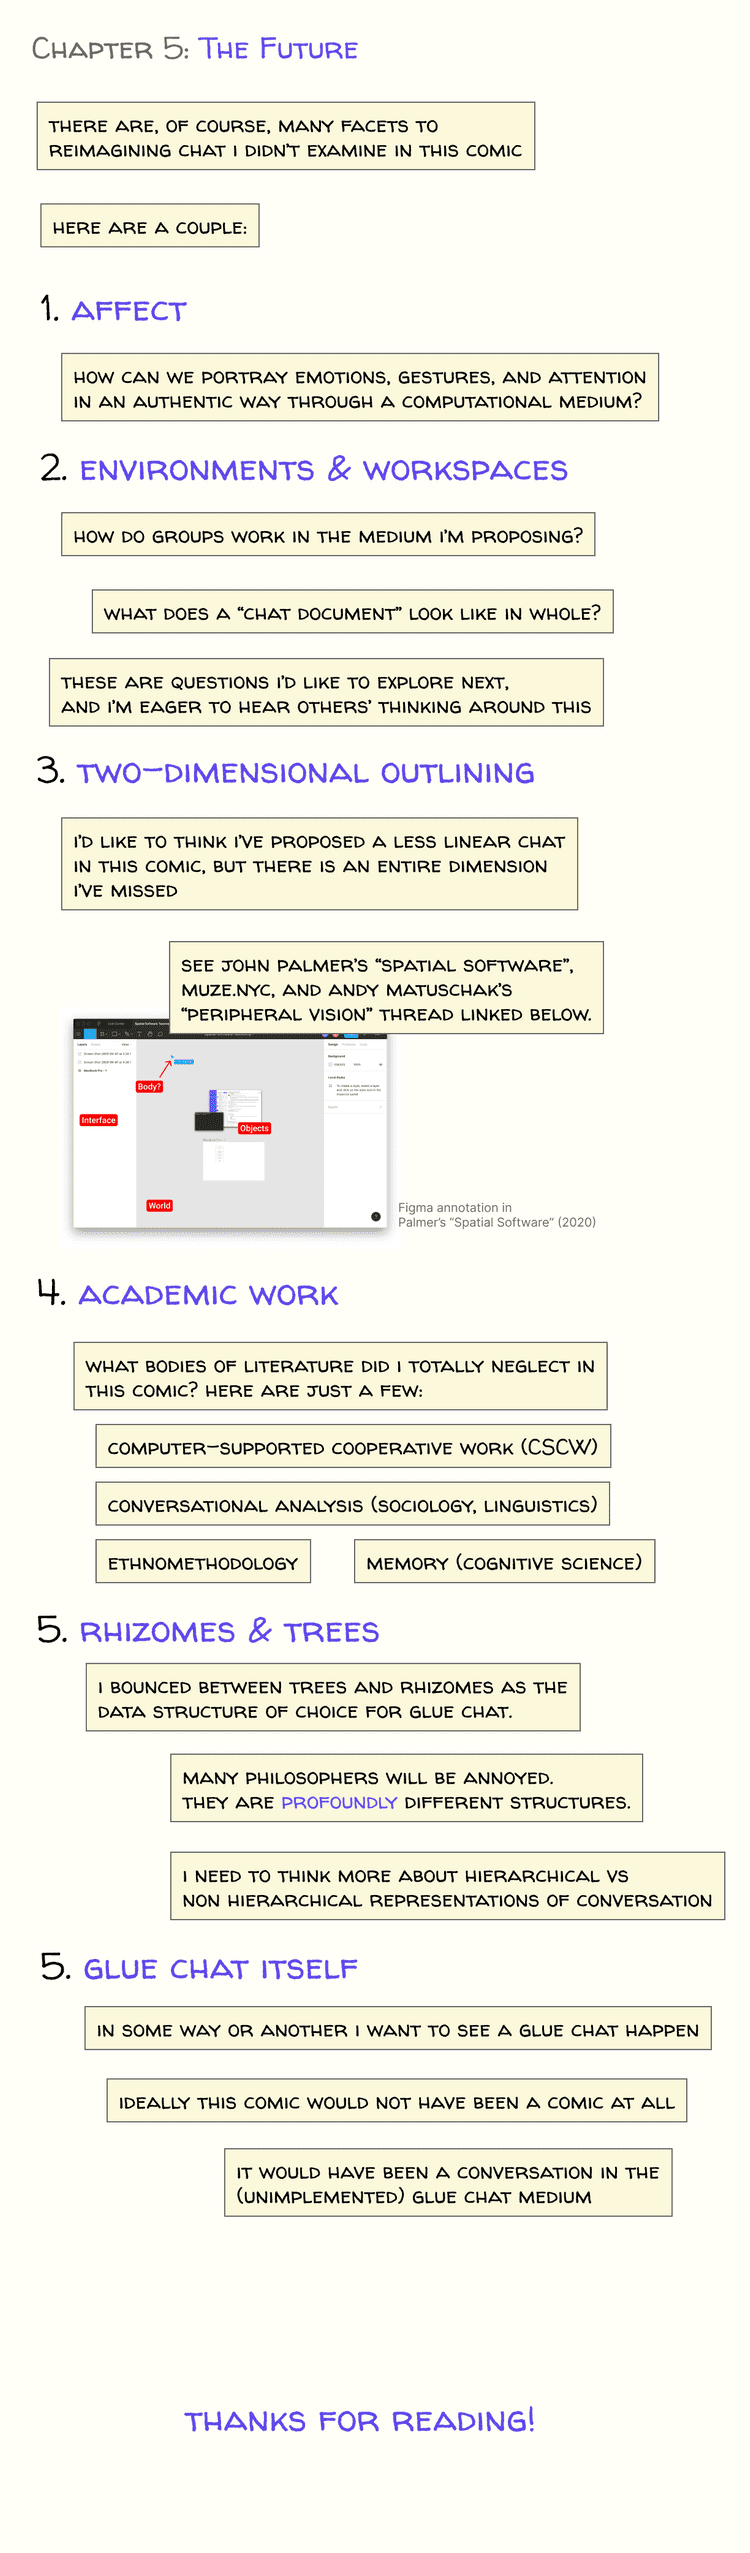 Chapter 5: The Future
THERE ARE, OF COURSE, MANY FACETS TO
REIMAGINING CHAT I DIDN'T EXAMINE IN THIS COMIC
HERE ARE A COUPLE:
1. AFFECT
HOW CAN WE PORTRAY EMOTIONS, GESTURES, AND ATTENTION
IN AN AUTHENTIC WAY THROUGH A COMPUTATIONAL MEDIUM?
2. ENVIRONMENTS & WORKSPACES
HOW DO GROUPS WORK IN THE MEDIUM I'M PROPOSING?
WHAT DOES A "CHAT DOCUMENT" LOOK LIKE IN WHOLE?
THESE ARE QUESTIONS I'D LIKE TO EXPLORE NEXT,
AND I'M EAGER TO HEAR OTHERS' THINKING AROUND THIS
3. TWO-DIMENSIONAL OUTLINING
I'D LIKE TO THINK I'VE PROPOSED A LESS LINEAR CHAT
IN THIS COMIC, BUT THERE IS AN ENTIRE DIMENSION
I'VE MISSED
SEE JOHN PALMER'S "SPATIAL SOFTWARE",
MUZE.NYC, AND ANDY MATUSCHAK'S
"PERIPHERAL VISION" THREAD LINKED BELOW.
Body?
Interface
Objects
World
Figma annotation in
Palmer's "Spatial Software" (2020)
4. ACADEMIC WORK
WHAT BODIES OF LITERATURE DID I TOTALLY NEGLECT IN
THIS COMIC? HERE ARE JUST A FEW:
COMPUTER-SUPPORTED COOPERATIVE WORK (CSCW)
CONVERSATIONAL ANALYSIS (SOCIOLOGY, LINGUISTICS)
ETHNOMETHODOLOGY
MEMORY (COGNITIVE SCIENCE)
5. RHIZOMES & TREES
I BOUNCED BETWEEN TREES AND RHIZOMES AS THE
DATA STRUCTURE OF CHOICE FOR GLUE CHAT.
MANY PHILOSOPHERS WILL BE ANNOYED.
THEY ARE PROFOUNDLY DIFFERENT STRUCTURES.
I NEED TO THINK MORE ABOUT HIERARCHICAL VS
NON HIERARCHICAL REPRESENTATIONS OF CONVERSATION
5. GLUE CHAT ITSELF
IN SOME WAY OR ANOTHER I WANT TO SEE A GLUE CHAT HAPPEN
IDEALLY THIS COMIC WOULD NOT HAVE BEEN A COMIC AT ALL
IT WOULD HAVE BEEN A CONVERSATION IN THE
(UNIMPLEMENTED) GLUE CHAT MEDIUM
THANKS FOR READING!